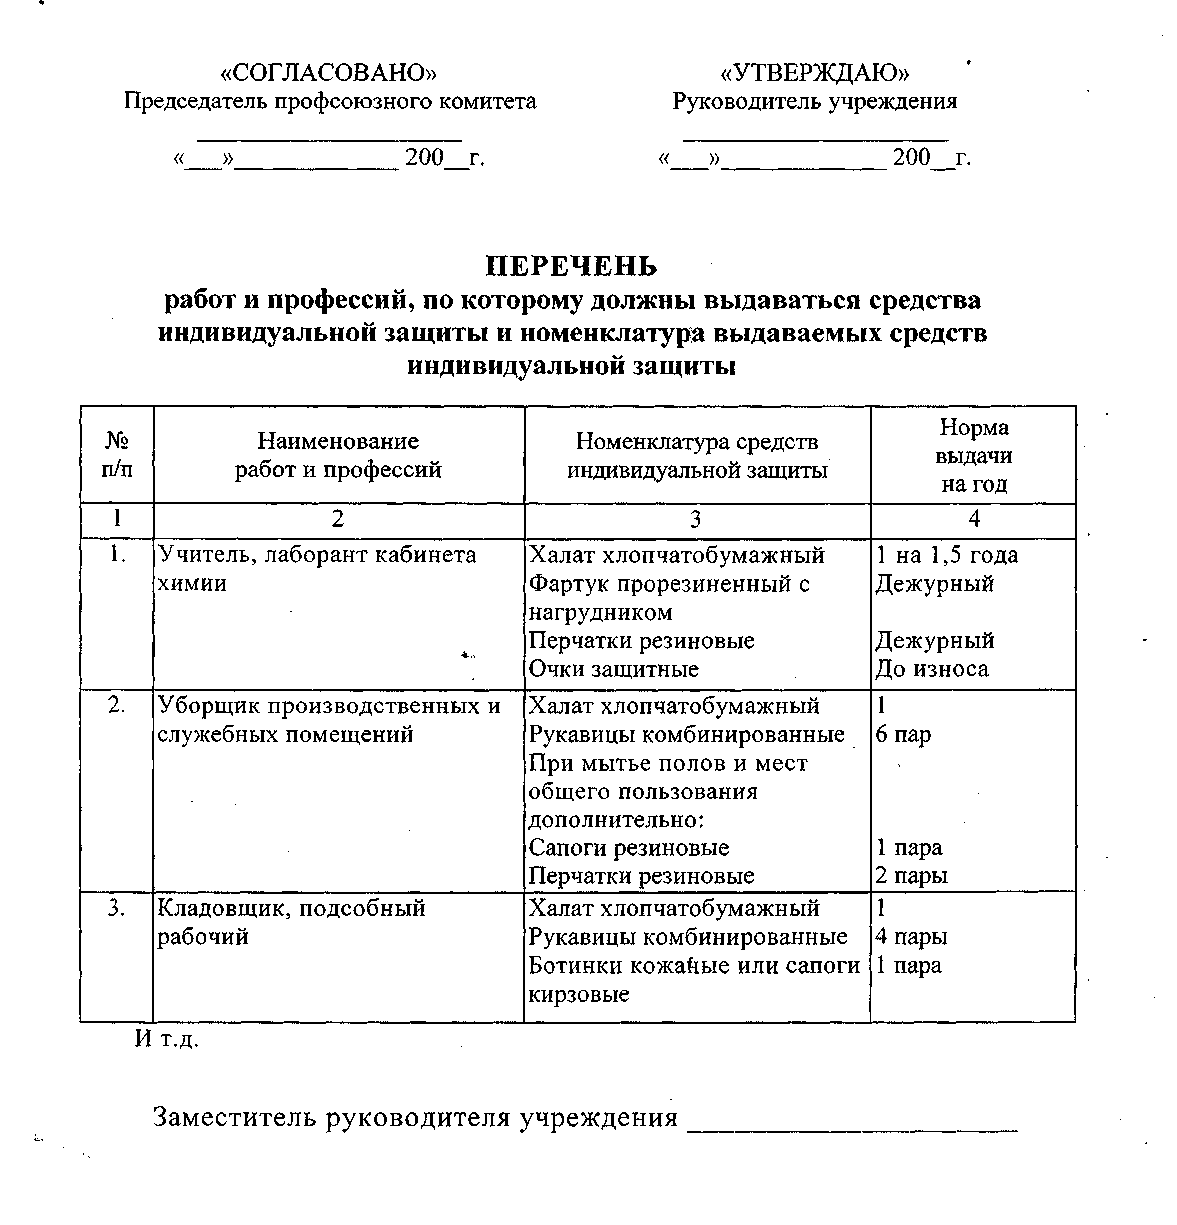 «СОГЛАСОВАНО»
Председатель профсоюзного комитета
«___»_____________ 200__г.
«УТВЕРЖДАЮ»
Руководитель учреждения
«___»_____________ 200__г.
ПЕРЕЧЕНЬ
работ и профессий, по которому должны выдаваться средства
индивидуальной защиты и номенклатура выдаваемых средств
индивидуальной защиты
№
п/п
Наименование
работ и профессий
Номенклатура средств
индивидуальной защиты
Норма
выдачи
на год
1
2
3
4
1.
Учитель, лаборант кабинета
химии
Халат хлопчатобумажный
Фартук прорезиненный с
нагрудником
Перчатки резиновые
Очки защитные
1 на 1,5 года
Дежурный
Дежурный
До износа
2.
Уборщик производственных и
служебных помещений
Халат хлопчатобумажный
Рукавицы комбинированные
При мытье полов и мест
общего пользования
дополнительно:
Сапоги резиновые
Перчатки резиновые
1
6 пар
1 пара
2 пары
3.
Кладовщик, подсобный
рабочий
Халат хлопчатобумажный
Рукавицы комбинированные
Ботинки кожаные или сапоги
кирзовые
1
4 пары
1 пара
И т.д.
Заместитель руководителя учреждения ______________________